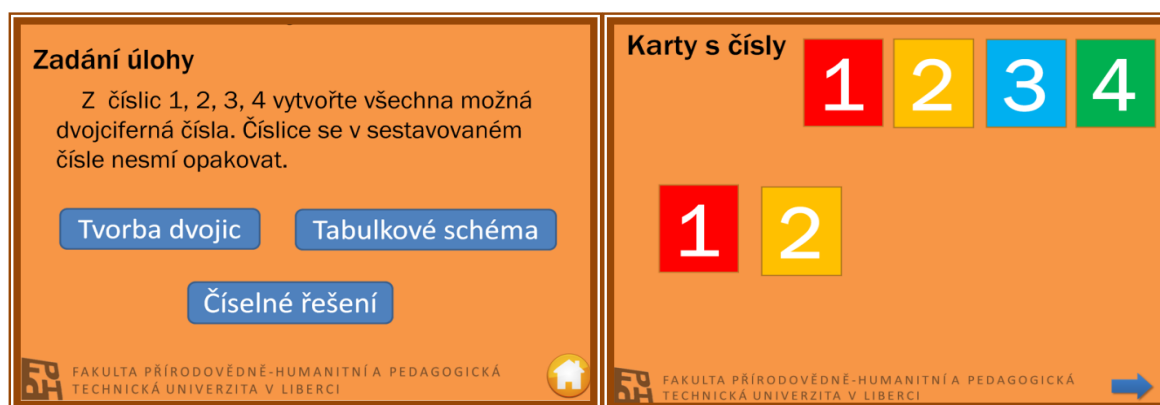 Zadání úlohy
Z číslic 1, 2, 3, 4 vytvořte všechna možná
dvojciferná čísla. Číslice se v sestavovaném
čísle nesmí opakovat.
Tvorba dvojic
Tabulkové schéma
Číselné řešení
FAKULTA PŘÍRODOVĚDNĚ-HUMANITNÍ A PEDAGOGICKÁ
TECHNICKÁ UNIVERZITA V LIBERCI
Karty s čísly
1 2 3 4
1 2
FAKULTA PŘÍRODOVĚDNĚ-HUMANITNÍ A PEDAGOGICKÁ
TECHNICKÁ UNIVERZITA V LIBERCI